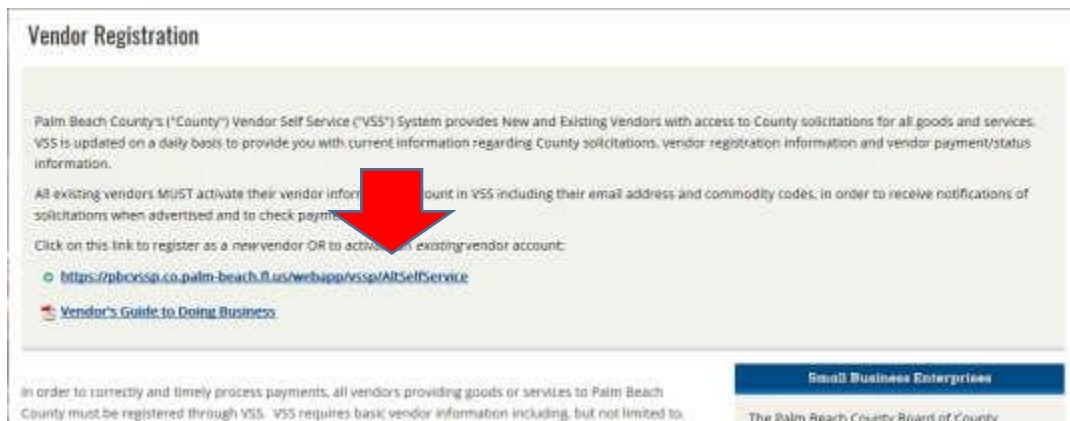 Vendor Registration
Palm Beach County's ("County") Vendor Self Service ("VSS") System provides New and Existing Vendors with access to County solicitations for all goods and services.
VSS is updated on a daily basis to provide you with current information regarding County solicitations, vendor registration information and vendor payment/status
information.
All existing vendors MUST activate their vendor ount in VSS including their email address and commodity codes, in order to receive notifications of
solicitations when advertised and to check
Click on this link to register as a new vendor OR to existing vendor account:
https://pbcvssp.co.palm-beach.fl.us/webapp/vssp/AltSelfService
Vendor's Guide to Doing Business
In order to correctly and timely process payments, all vendors providing goods or services to Palm Beach
County must be registered through VSS. VSS requires basic vendor information including, but not limited to,
Small Business Enterprises
The Palm Beach County Board of County